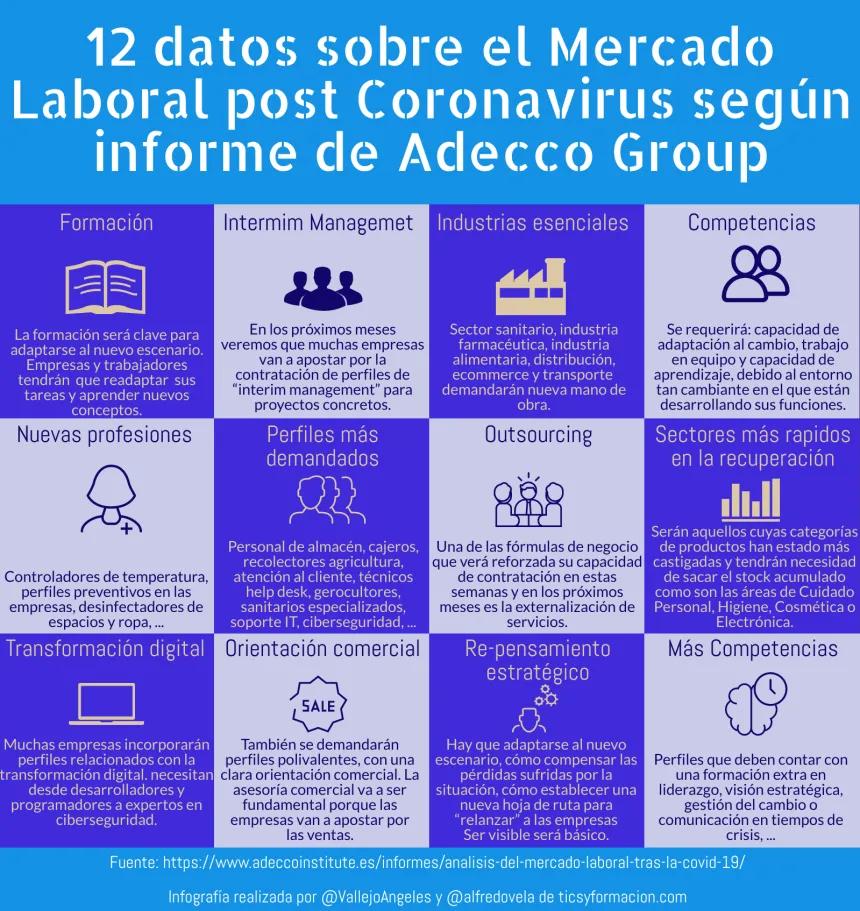 12 datos sobre el Mercado
Laboral post Coronavirus según
informe de Adecco Group
Formación
La formación será clave para
adaptarse al nuevo escenario.
Empresas y trabajadores
tendrán que readaptar sus
tareas y aprender nuevos
conceptos.
Intermim Managemet
En los próximos meses
veremos que muchas empresas
van a apostar por la
contratación de perfiles de
“interim management” para
proyectos concretos.
Industrias esenciales
Sector sanitario, industria
farmacéutica, industria
alimentaria, distribución,
ecommerce y transporte
demandarán nueva mano de
obra.
Competencias
Se requerirá: capacidad de
adaptación al cambio, trabajo
en equipo y capacidad de
aprendizaje, debido al entorno
tan cambiante en el que están
desarrollando sus funciones.
Nuevas profesiones
Controladores de temperatura,
perfiles preventivos en las
empresas, desinfectadores de
espacios y ropa, ...
Perfiles más
demandados
Personal de almacén, cajeros,
recolectores agricultura,
atención al cliente, técnicos
help desk, gerocultores,
sanitarios especializados,
soporte IT, ciberseguridad, ...
Outsourcing
Una de las fórmulas de negocio
que verá reforzada su capacidad
de contratación en estas
semanas y en los próximos
meses es la externalización de
servicios.
Sectores más rapidos
en la recuperación
Serán aquellos cuyas categorías
de productos han estado más
castigadas y tendrán necesidad
de sacar el stock acumulado
como son las áreas de Cuidado
Personal, Higiene, Cosmética o
Electrónica.
Transformación digital
Muchas empresas incorporarán
perfiles relacionados con la
transformación digital. necesitan
desde desarrolladores y
programadores a expertos en
ciberseguridad.
Orientación comercial
SALE
También se demandarán
perfiles polivalentes, con una
clara orientación comercial. La
asesoría comercial va a ser
fundamental porque las
empresas van a apostar por
las ventas.
Re-pensamiento
estratégico
Hay que adaptarse al nuevo
escenario, cómo compensar las
pérdidas sufridas por la
situación, cómo establecer una
nueva hoja de ruta para
“relanzar” a las empresas
Ser visible será básico.
Más Competencias
Perfiles que deben contar con
una formación extra en
liderazgo, visión estratégica,
gestión del cambio o
comunicación en tiempos de
crisis, ...
Fuente: https://www.adeccoinstitute.es/informes/analisis-del-mercado-laboral-tras-la-covid-19/
Infografía realizada por @VallejoAngeles y @alfredovela de ticsyformacion.com